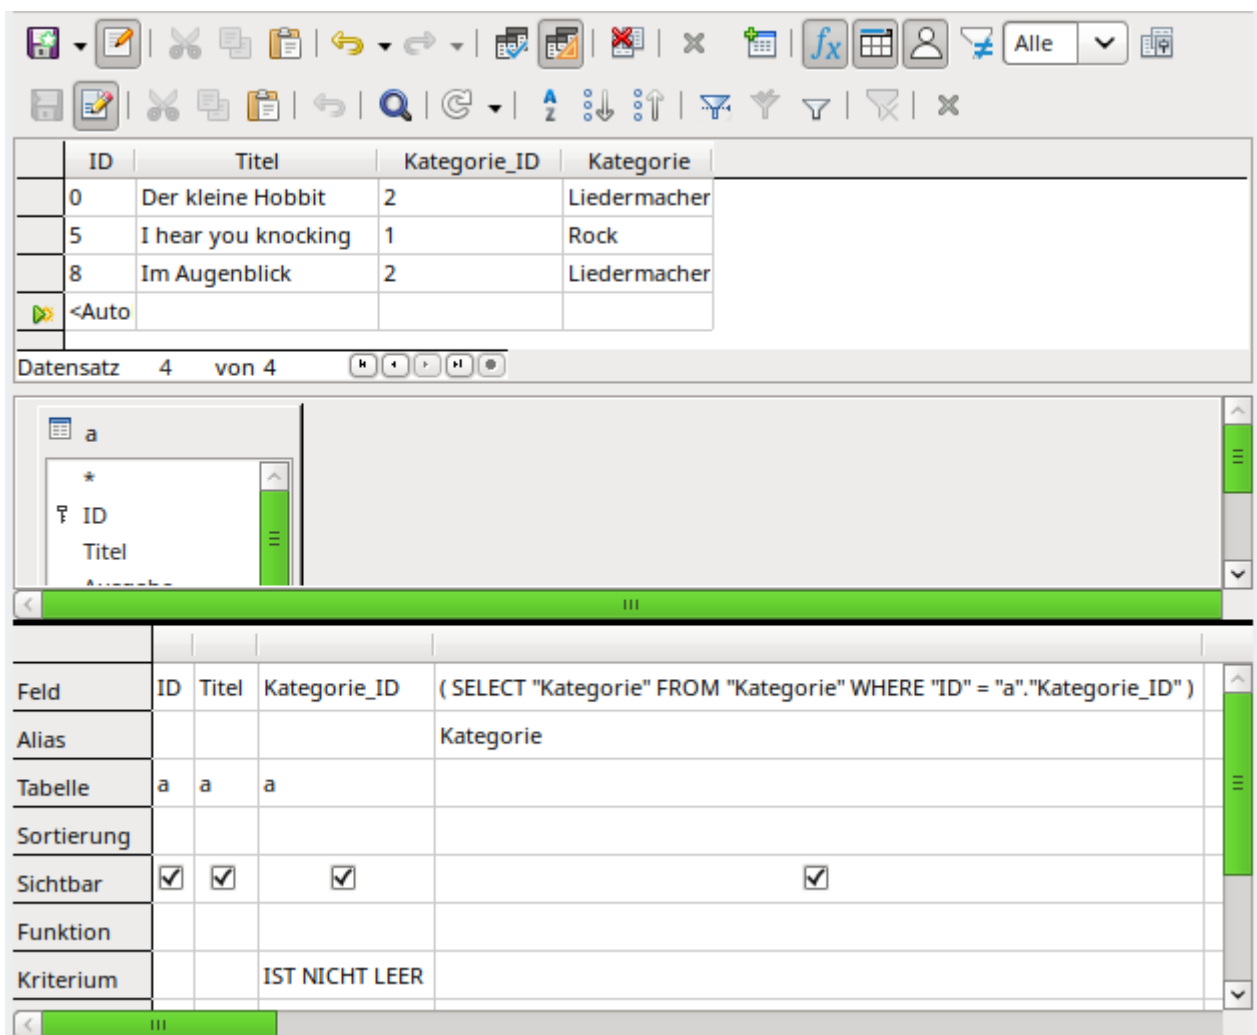 Alle
ID Titel Kategorie_ID Kategorie
0 Der kleine Hobbit 2 Liedermacher
5 I hear you knocking 1 Rock
8 Im Augenblick 2 Liedermacher
<Auto
Datensatz 4 von 4
a
*
ID
Titel
Feld ID Titel Kategorie_ID ( SELECT "Kategorie" FROM "Kategorie" WHERE "ID" = "a"."Kategorie_ID" )
Alias Kategorie
Tabelle a a a
Sortierung
Sichtbar
Funktion
Kriterium IST NICHT LEER